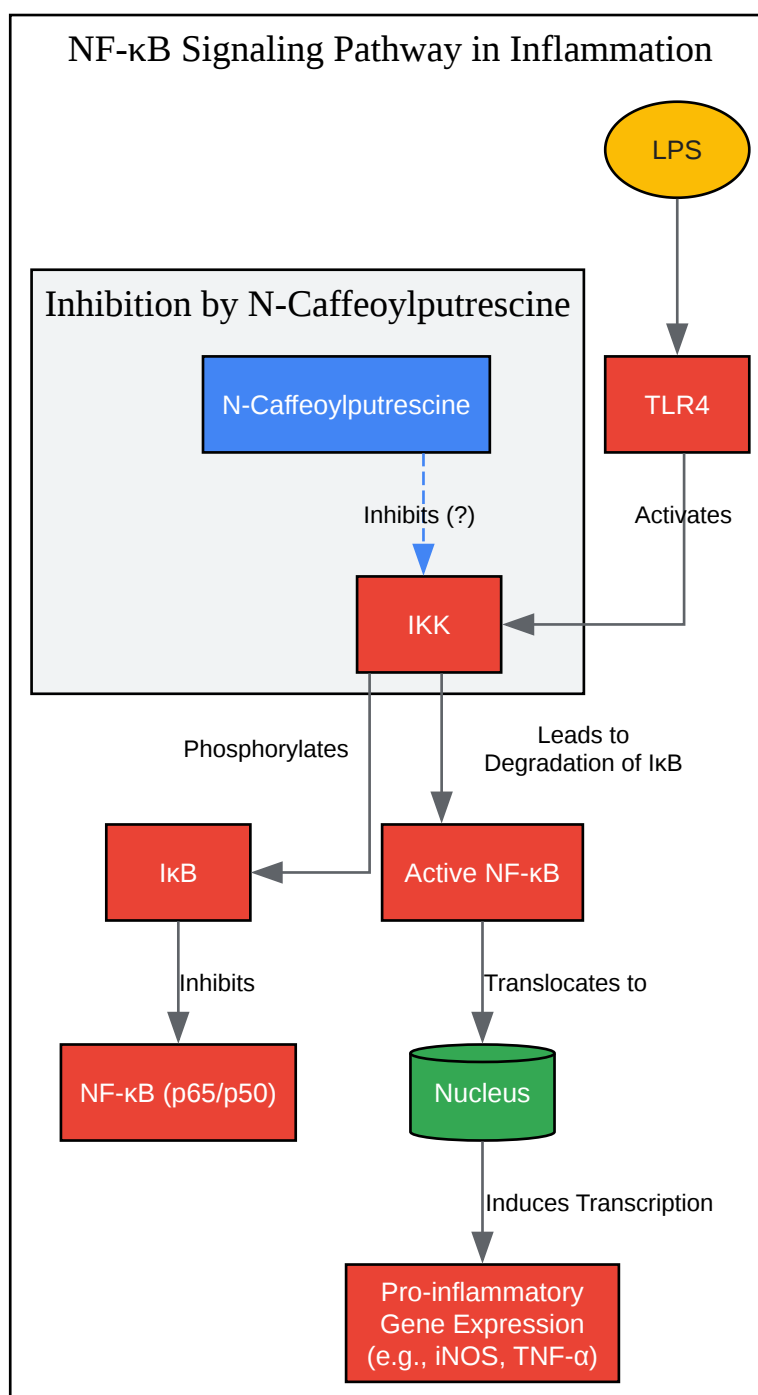 NF-κB Signaling Pathway in Inflammation
LPS
Inhibition by N-Caffeoylputrescine
N-Caffeoylputrescine
TLR4
Inhibits (?)
Activates
IKK
Phosphorylates
Leads to
Degradation of IκB
IκB
Active NF-κB
Inhibits
Translocates to
NF-κB (p65/p50)
Nucleus
Induces Transcription
Pro-inflammatory
Gene Expression
(e.g., iNOS, TNF-α)